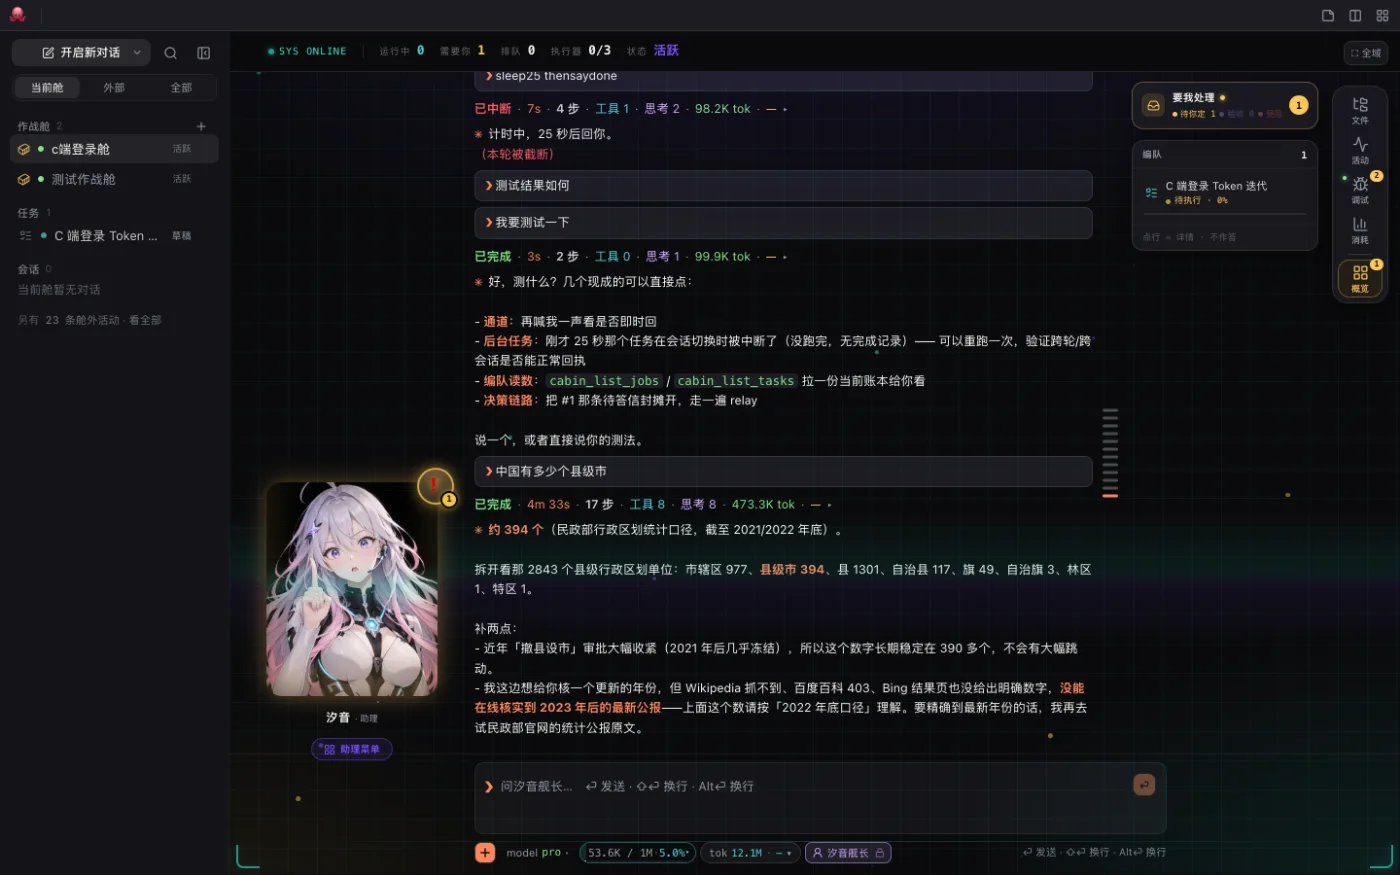 开启新对话
当前舱 外部 全部
作战舱 2
c端登录舱 活跃
测试作战舱 活跃
任务 1
C 端登录 Token ... 草稿
会话 0
当前舱暂无对话
另有 23 条舱外活动 · 看全部
SYS ONLINE 运行中 0 需要你 1 排队 0 执行器 0/3 状态 活跃
全域
❯sleep25 thensaydone
已中断 · 7s · 4 步 · 工具 1 · 思考 2 · 98.2K tok · —
✳ 计时中，25 秒后回你。
（本轮被截断）
❯测试结果如何
❯我要测试一下
已完成 · 3s · 2 步 · 工具 0 · 思考 1 · 99.9K tok · —
✳ 好，测什么？几个现成的可以直接点：
- 通道：再喊我一声看是否即时回
- 后台任务：刚才 25 秒那个任务在会话切换时被中断了（没跑完，无完成记录）—— 可以重跑一次，验证跨轮/跨
会话是否能正常回执
- 编队读数：cabin_list_jobs / cabin_list_tasks 拉一份当前账本给你看
- 决策链路：把 #1 那条待答信封摊开，走一遍 relay
说一个，或者直接说你的测法。
❯中国有多少个县级市
已完成 · 4m 33s · 17 步 · 工具 8 · 思考 8 · 473.3K tok · —
✳ 约 394 个（民政部行政区划统计口径，截至 2021/2022 年底）。
拆开看那 2843 个县级行政区划单位：市辖区 977、县级市 394、县 1301、自治县 117、旗 49、自治旗 3、林区
1、特区 1。
补两点：
- 近年「撤县设市」审批大幅收紧（2021 年后几乎冻结），所以这个数字长期稳定在 390 多个，不会有大幅跳
动。
- 我这边想给你核一个更新的年份，但 Wikipedia 抓不到、百度百科 403、Bing 结果页也没给出明确数字，没能
在线核实到 2023 年后的最新公报——上面这个数请按「2022 年底口径」理解。要精确到最新年份的话，我再去
试民政部官网的统计公报原文。
!
1
汐音 · 助理
助理菜单
❯ 问汐音舰长... ⏎ 发送 · ⇧⏎ 换行 · Alt⏎ 换行
+ model pro · 53.6K / 1M·5.0% tok 12.1M · — 汐音舰长
⏎ 发送 · ⇧⏎ 换行 · Alt⏎ 换行
要我处理 1
待你定 1 验收 0
编队 1
C 端登录 Token 迭代
待执行 · 0%
点行 = 详情 · 不作答
文件
活动
2
调试
消耗
1
概览